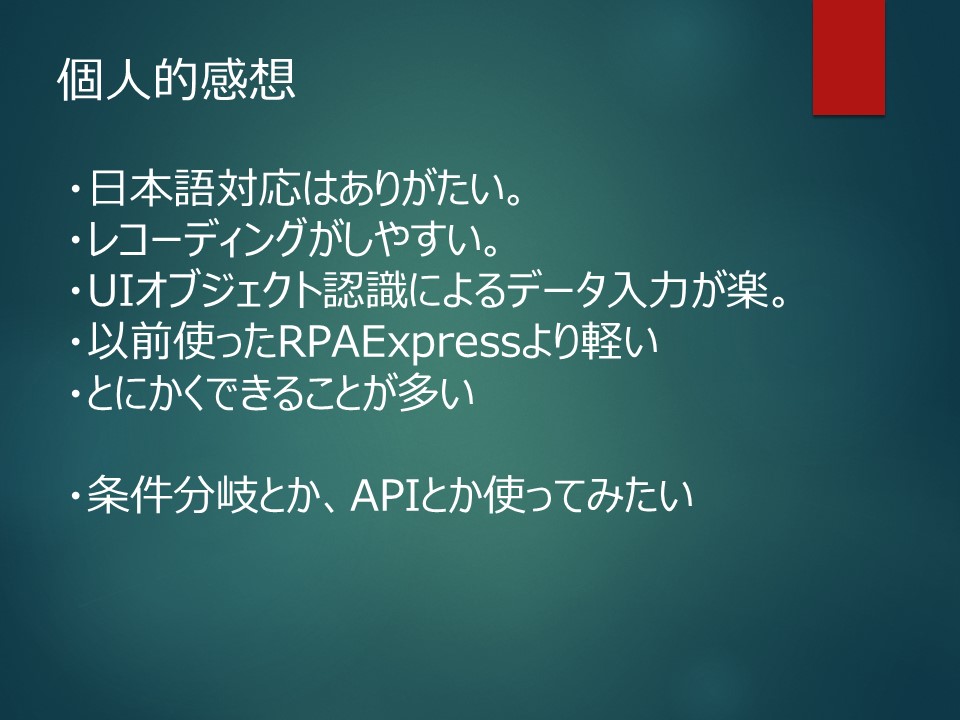 個人的感想
・日本語対応はありがたい。
・レコーディングがしやすい。
・UIオブジェクト認識によるデータ入力が楽。
・以前使ったRPAExpressより軽い
・とにかくできることが多い
・条件分岐とか、APIとか使ってみたい